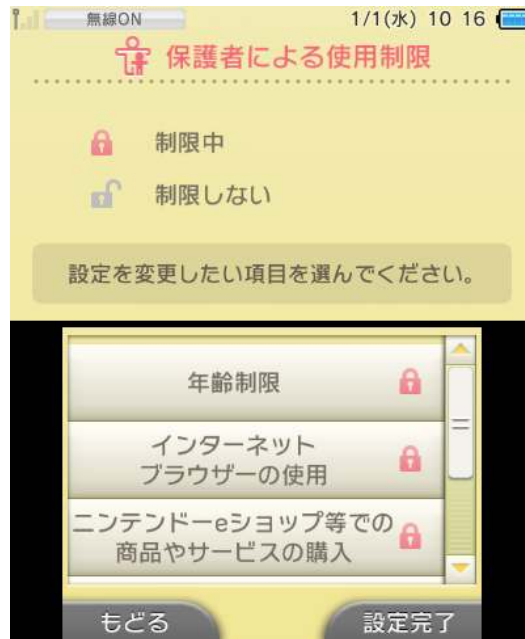 無線ON
1/1(水) 10 16
保護者による使用制限
制限中
制限しない
設定を変更したい項目を選んでください。
年齢制限
インターネット
ブラウザーの使用
ニンテンドーeショップ等での
商品やサービスの購入
もどる
設定完了